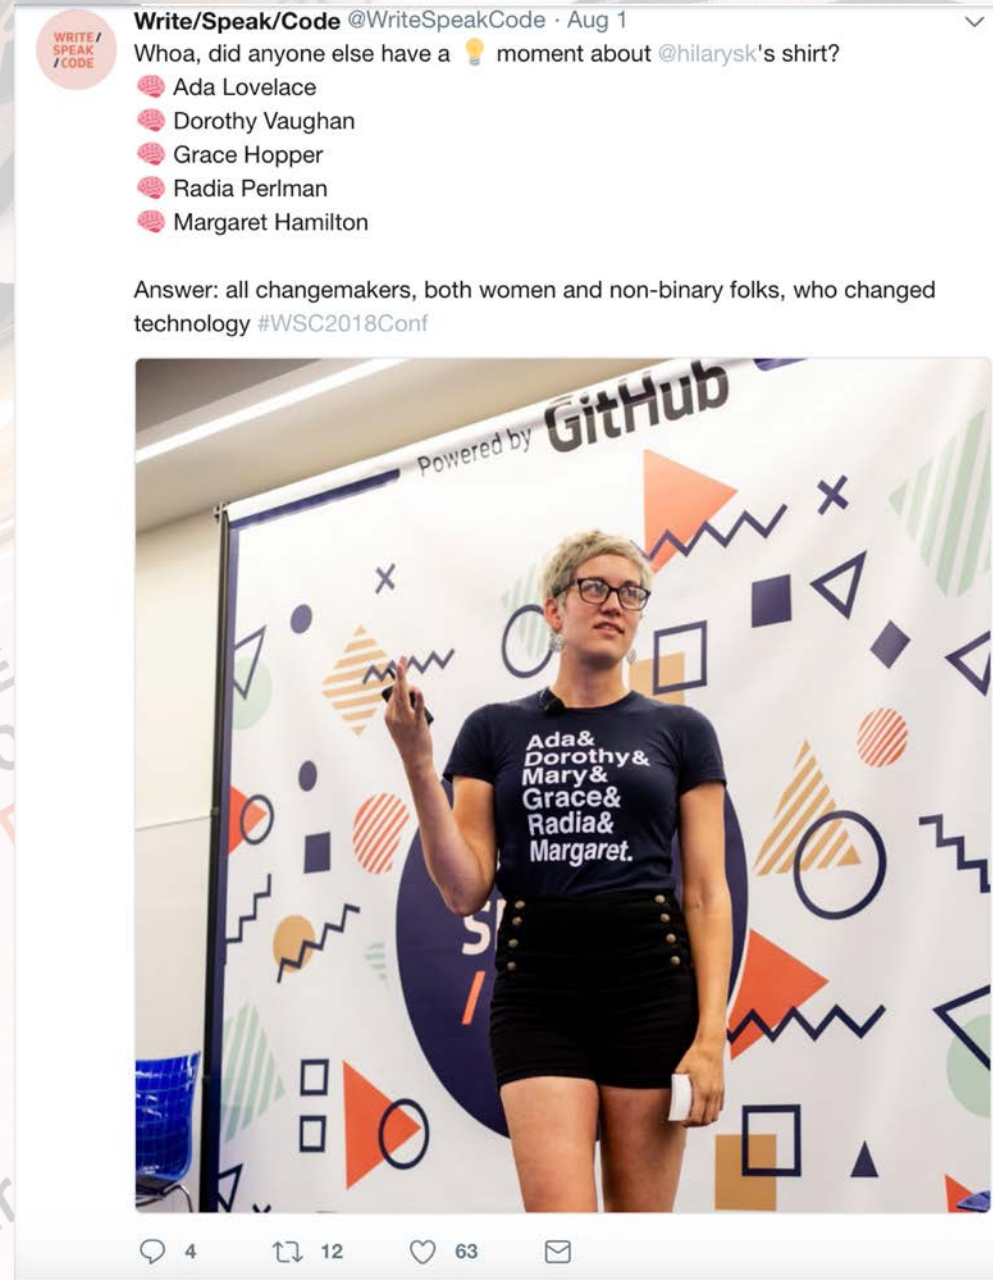 WRITE/
SPEAK
/CODE
Write/Speak/Code @WriteSpeakCode · Aug 1
Whoa, did anyone else have a 💡 moment about @hilarysk's shirt?
🧠 Ada Lovelace
🧠 Dorothy Vaughan
🧠 Grace Hopper
🧠 Radia Perlman
🧠 Margaret Hamilton
Answer: all changemakers, both women and non-binary folks, who changed
technology #WSC2018Conf
Powered by GitHub
Ada&
Dorothy&
Mary&
Grace&
Radia&
Margaret.
S
/
4 12 63